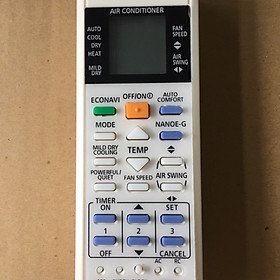 AIR CONDITIONER
AUTO
COOL
DRY
HEAT
MILD
DRY
FAN
SPEED
AIR
SWING
ECONAVI
OFF/ON
AUTO
COMFORT
MODE
NANOE-G
MILD DRY
COOLING
TEMP
POWERFUL/
QUIET
FAN SPEED
AIR SWING
TIMER
ON
SET
1
2
3
OFF
CANCEL
AC
RC